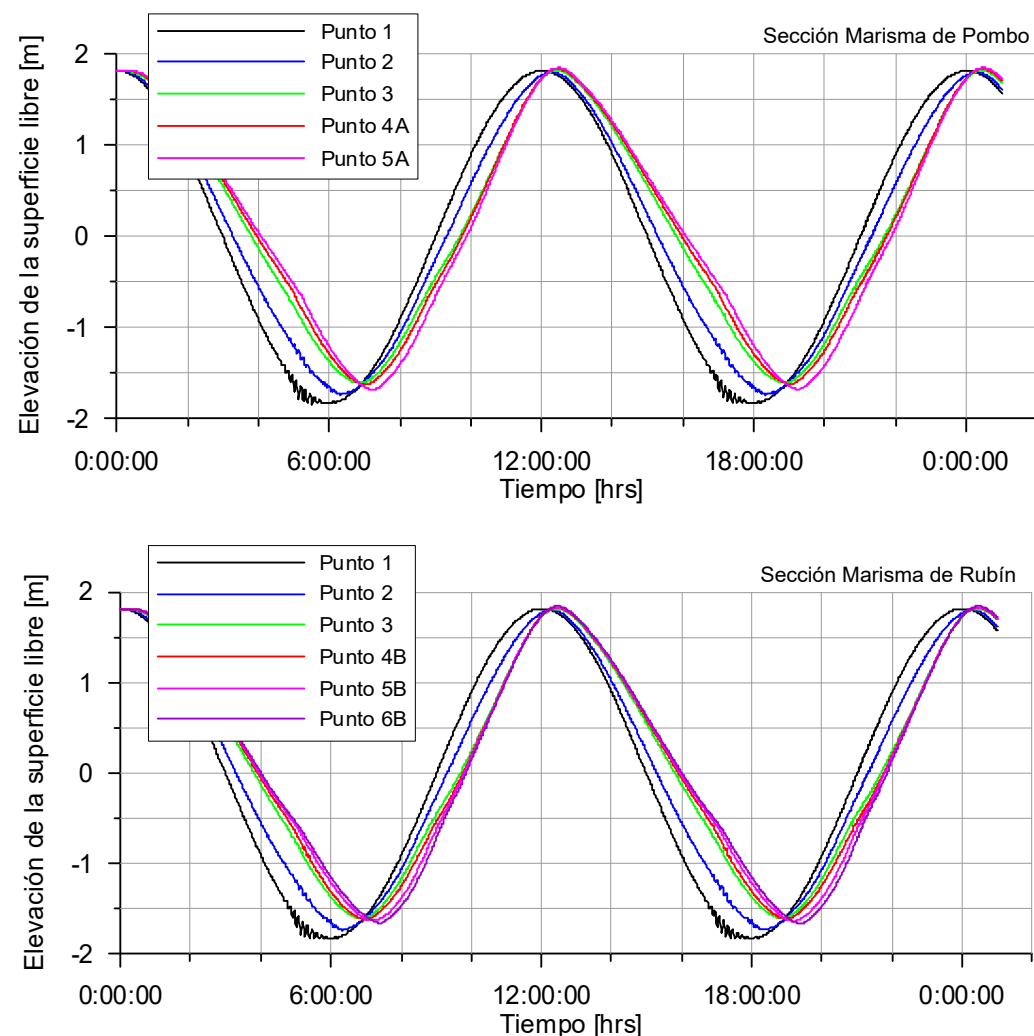 Punto 1
Punto 2
Punto 3
Punto 4A
Punto 5A
Sección Marisma de Pombo
Elevación de la superficie libre [m]
2
1
0
-1
-2
0:00:00 6:00:00 12:00:00 18:00:00 0:00:00
Tiempo [hrs]
Punto 1
Punto 2
Punto 3
Punto 4B
Punto 5B
Punto 6B
Sección Marisma de Rubín
Elevación de la superficie libre [m]
2
1
0
-1
-2
0:00:00 6:00:00 12:00:00 18:00:00 0:00:00
Tiempo [hrs]